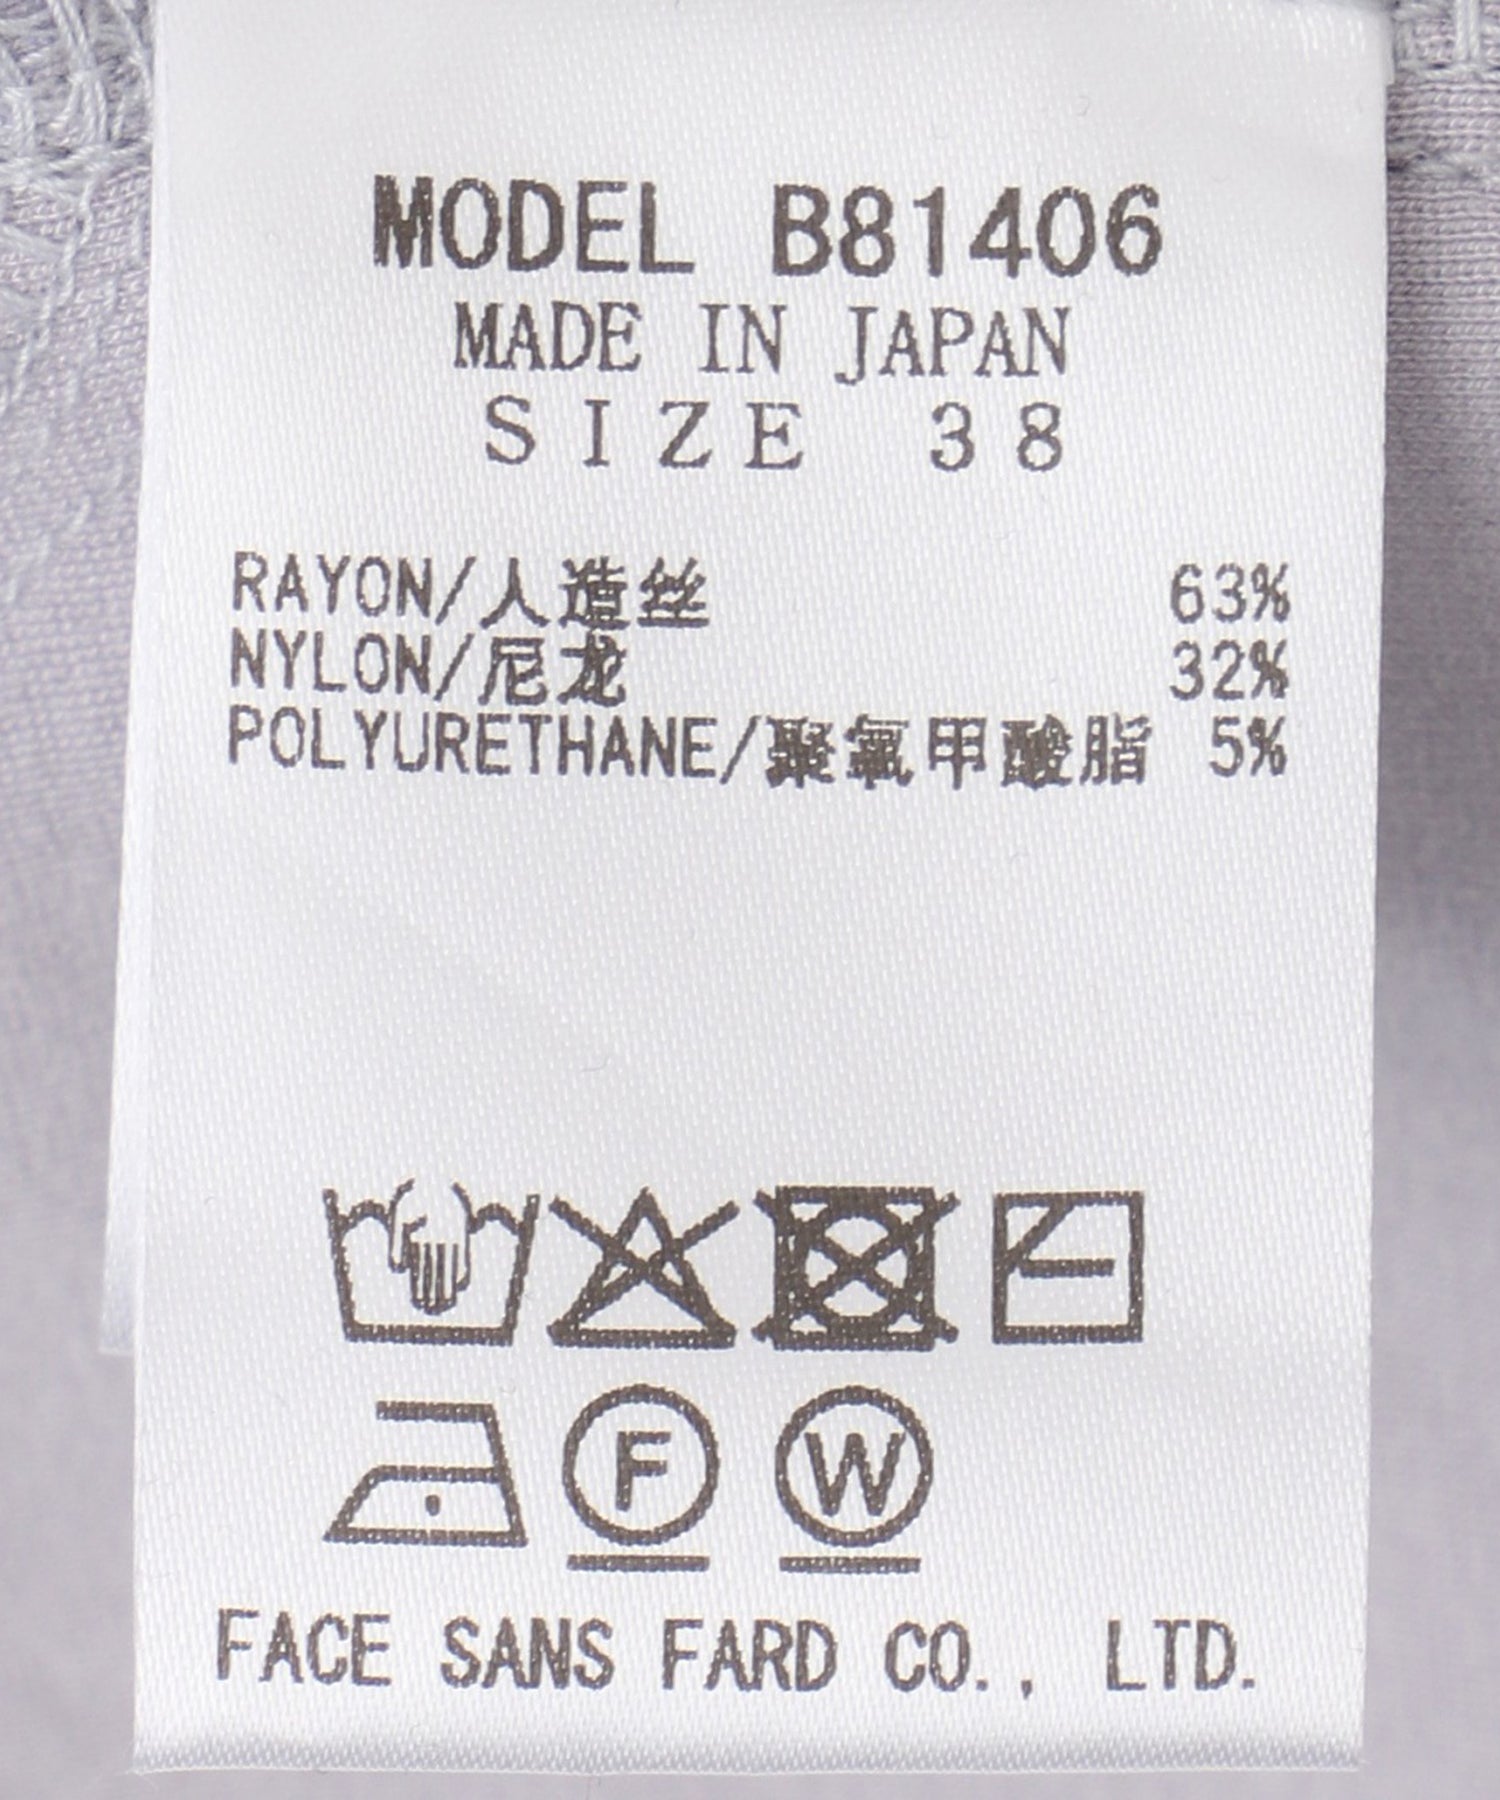 MODEL B81406
MADE IN JAPAN
SIZE 38
RAYON/人造丝 63%
NYLON/尼龙 32%
POLYURETHANE/聚氨甲酸脂 5%
F W
FACE SANS FARD CO., LTD.